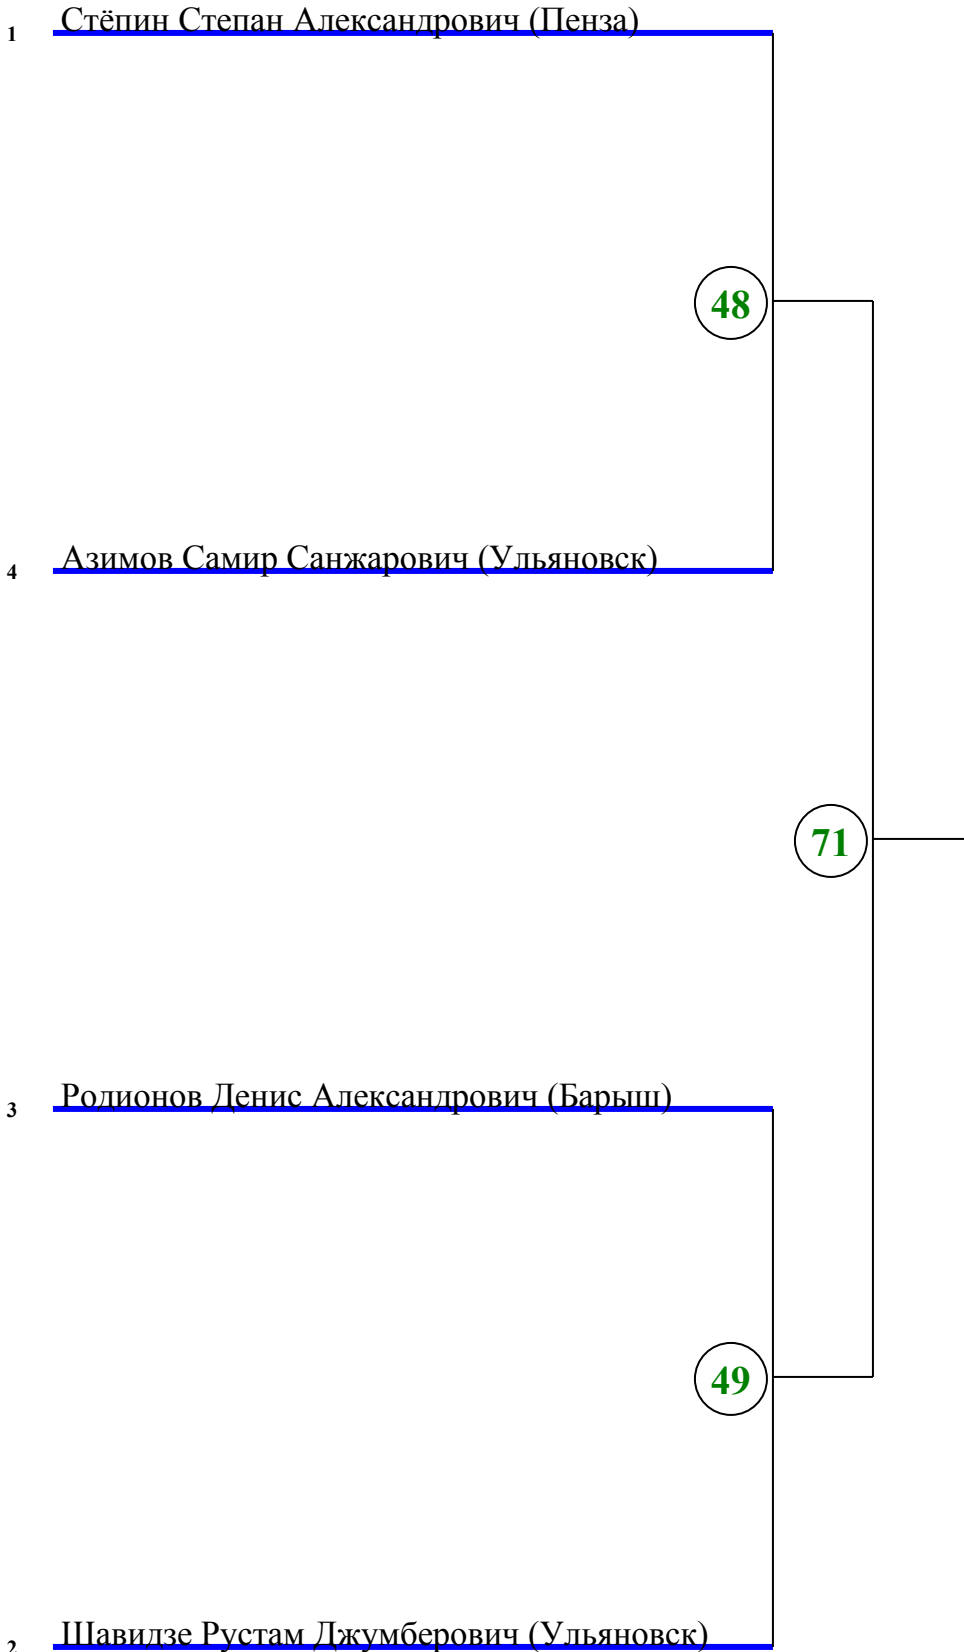 1 Стёпин Степан Александрович (Пенза)
48
4 Азимов Самир Санжарович (Ульяновск)
71
3 Родионов Денис Александрович (Барыш)
49
2 Шавидзе Рустам Джумберович (Ульяновск)